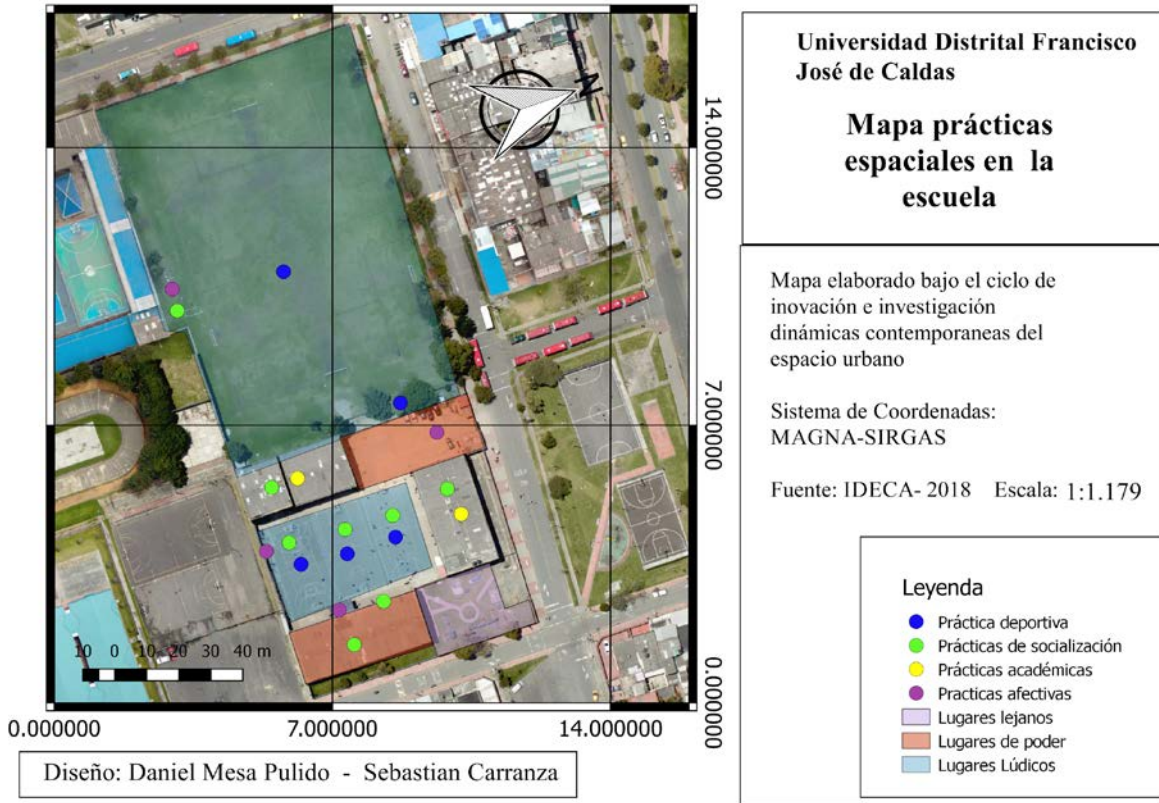 Universidad Distrital Francisco
José de Caldas
Mapa prácticas
espaciales en la
escuela
Mapa elaborado bajo el ciclo de
inovación e investigación
dinámicas contemporaneas del
espacio urbano
Sistema de Coordenadas:
MAGNA-SIRGAS
Fuente: IDECA- 2018 Escala: 1:1.179
Leyenda
Práctica deportiva
Prácticas de socialización
Prácticas académicas
Practicas afectivas
Lugares lejanos
Lugares de poder
Lugares Lúdicos
N
14.000000
7.000000
0.000000
10 0 10 20 30 40 m
0.000000 7.000000 14.000000
Diseño: Daniel Mesa Pulido - Sebastian Carranza